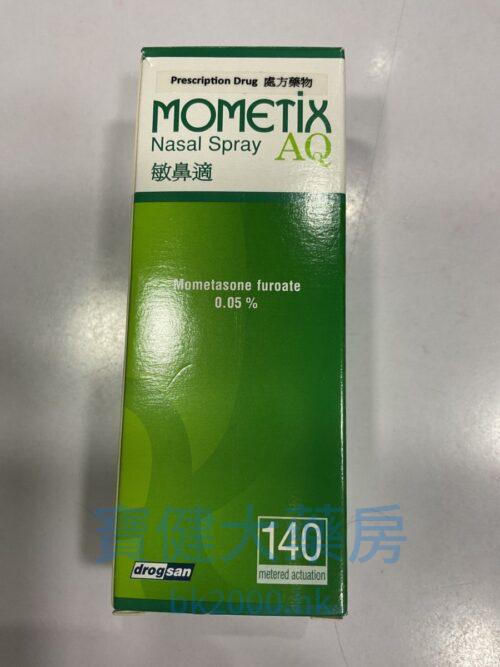 Prescription Drug 處方藥物
MOMETIX
Nasal Spray AQ
敏鼻適
Mometasone furoate
0.05 %
寶健大藥房
140
metered actuation
drogsan
bk2000.hk